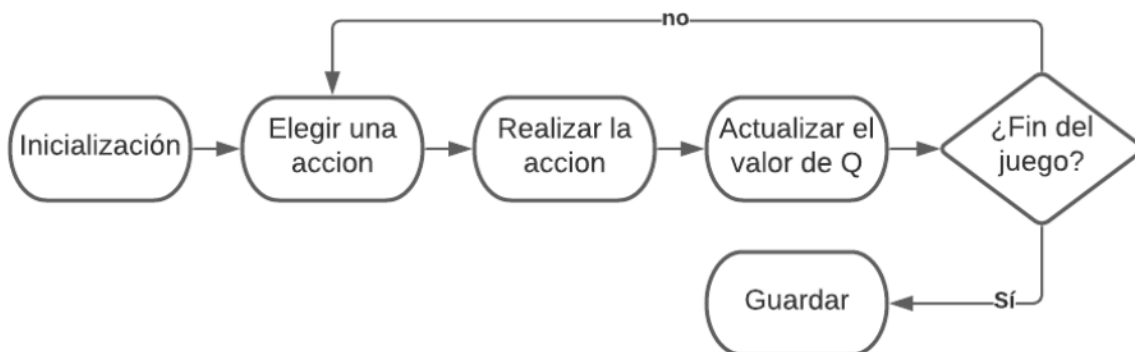 no
Inicialización
Elegir una
accion
Realizar la
accion
Actualizar el
valor de Q
¿Fin del
juego?
Guardar
Sí